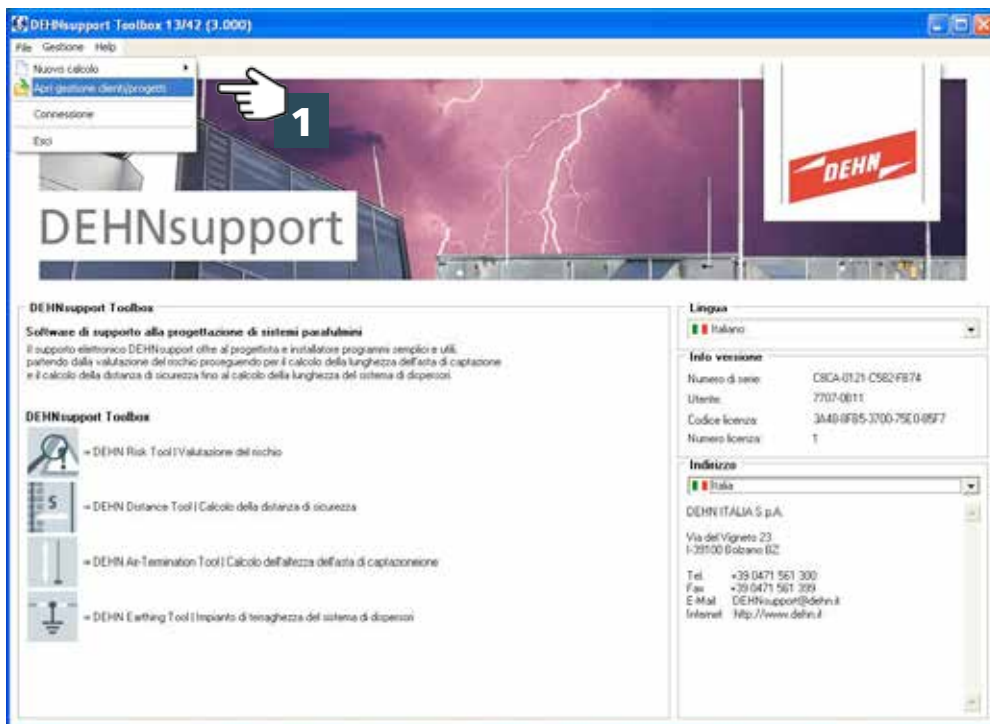 DEHNsupport Toolbox 13/42 (3.000)
File Gestione Help
Nuovo calcolo
Apri gestione clienti/progetti
Connessione
Esci
1
DEHN
DEHNsupport
DEHNsupport Toolbox
Software di supporto alla progettazione di sistemi parafulmini
Il supporto elettronico DEHNsupport offre al progettista e installatore programmi semplici e utili,
partendo dalla valutazione del rischio proseguendo per il calcolo della lunghezza dell'asta di captazione
e il calcolo della distanza di sicurezza fino al calcolo della lunghezza del sistema di dispersori.
DEHNsupport Toolbox
= DEHN Risk Tool | Valutazione del rischio
S
= DEHN Distance Tool | Calcolo della distanza di sicurezza
= DEHN Air-Termination Tool | Calcolo dell'altezza dell'asta di captazioneione
= DEHN Earthing Tool | Impianto di terraghezza del sistema di dispersori
Lingua
Italiano
Info versione
Numero di serie:
Utente: 7707-0811
Codice licenza:
Numero licenza: 1
Indirizzo
Italia
DEHN ITALIA S.p.A.
Via del Vigneto 23
I-39100 Bolzano BZ
Tel. +39 0471 561 300
Fax +39 0471 561 399
E-Mail DEHNsupport@dehn.it
Internet http://www.dehn.it